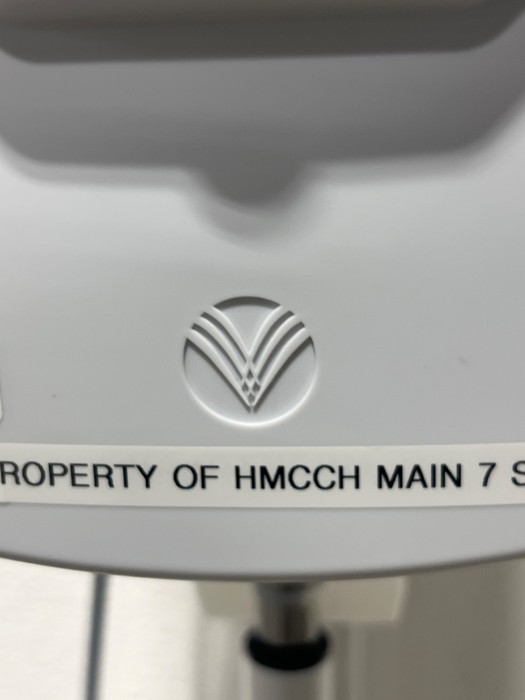 ROPERTY OF HMCCH MAIN 7 S